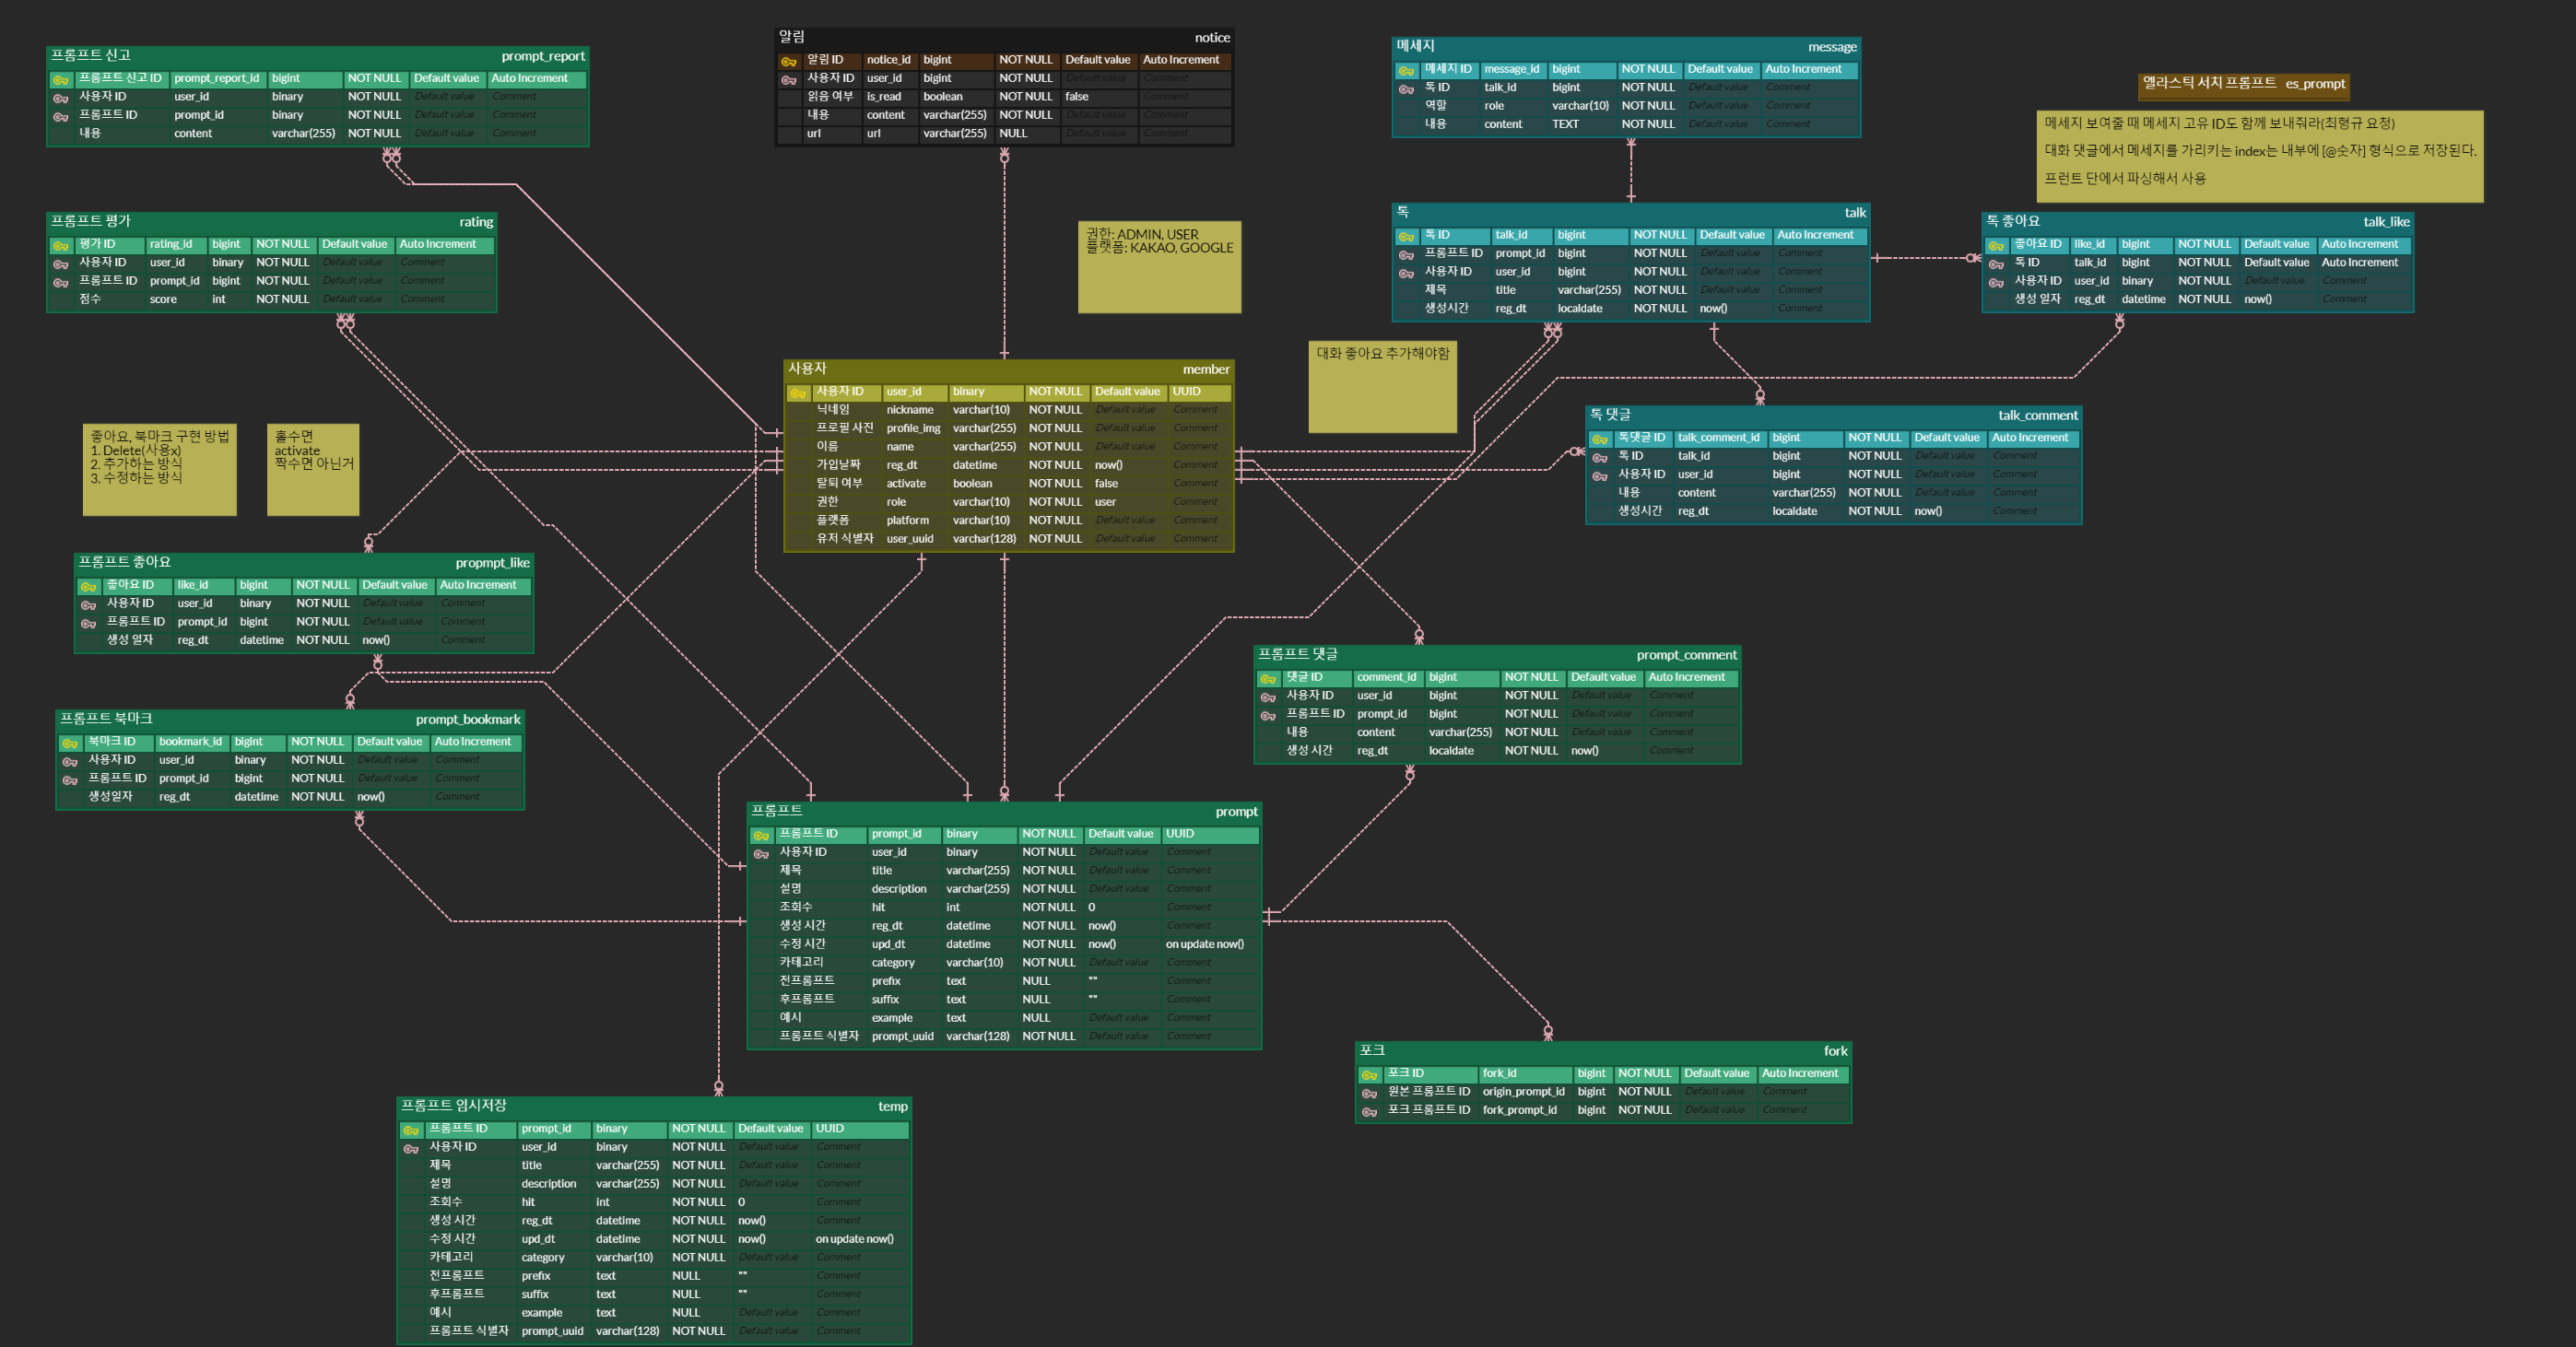 프롬프트 신고 prompt_report
프롬프트 신고 ID prompt_report_id bigint NOT NULL Default value Auto Increment
사용자 ID user_id binary NOT NULL Default value Comment
프롬프트 ID prompt_id binary NOT NULL Default value Comment
내용 content varchar(255) NOT NULL Default value Comment
알림 notice
알림 ID notice_id bigint NOT NULL Default value Auto Increment
사용자 ID user_id bigint NOT NULL Default value Comment
읽음 여부 is_read boolean NOT NULL false Comment
내용 content varchar(255) NOT NULL Default value Comment
url url varchar(255) NULL Default value Comment
메세지 message
메세지 ID message_id bigint NOT NULL Default value Auto Increment
톡 ID talk_id bigint NOT NULL Default value Comment
역할 role varchar(10) NOT NULL Default value Comment
내용 content TEXT NOT NULL Default value Comment
엘라스틱 서치 프롬프트 es_prompt
메세지 보여줄 때 메세지 고유 ID도 함께 보내줘라(최형규 요청)
대화 댓글에서 메세지를 가리키는 index는 내부에 [@숫자] 형식으로 저장된다.
프런트 단에서 파싱해서 사용
프롬프트 평가 rating
평가 ID rating_id bigint NOT NULL Default value Auto Increment
사용자 ID user_id binary NOT NULL Default value Comment
프롬프트 ID prompt_id bigint NOT NULL Default value Comment
점수 score int NOT NULL Default value Comment
권한: ADMIN, USER
플랫폼: KAKAO, GOOGLE
톡 talk
톡 ID talk_id bigint NOT NULL Default value Auto Increment
프롬프트 ID prompt_id bigint NOT NULL Default value Comment
사용자 ID user_id bigint NOT NULL Default value Comment
제목 title varchar(255) NOT NULL Default value Comment
생성시간 reg_dt localdate NOT NULL now() Comment
톡 좋아요 talk_like
좋아요 ID like_id bigint NOT NULL Default value Auto Increment
톡 ID talk_id bigint NOT NULL Default value Auto Increment
사용자 ID user_id binary NOT NULL Default value Comment
생성 일자 reg_dt datetime NOT NULL now() Comment
대화 좋아요 추가해야함
사용자 member
사용자 ID user_id binary NOT NULL Default value UUID
닉네임 nickname varchar(10) NOT NULL Default value Comment
프로필 사진 profile_img varchar(255) NOT NULL Default value Comment
이름 name varchar(255) NOT NULL Default value Comment
가입날짜 reg_dt datetime NOT NULL now() Comment
탈퇴 여부 activate boolean NOT NULL false Comment
권한 role varchar(10) NOT NULL user Comment
플랫폼 platform varchar(10) NOT NULL Default value Comment
유저 식별자 user_uuid varchar(128) NOT NULL Default value Comment
톡 댓글 talk_comment
톡댓글 ID talk_comment_id bigint NOT NULL Default value Auto Increment
톡 ID talk_id bigint NOT NULL Default value Comment
사용자 ID user_id bigint NOT NULL Default value Comment
내용 content varchar(255) NOT NULL Default value Comment
생성시간 reg_dt localdate NOT NULL now() Comment
좋아요, 북마크 구현 방법
1. Delete(사용x)
2. 추가하는 방식
3. 수정하는 방식
홀수면
activate
짝수면 아닌거
프롬프트 좋아요 propmpt_like
좋아요 ID like_id bigint NOT NULL Default value Auto Increment
사용자 ID user_id binary NOT NULL Default value Comment
프롬프트 ID prompt_id bigint NOT NULL Default value Comment
생성 일자 reg_dt datetime NOT NULL now() Comment
프롬프트 댓글 prompt_comment
댓글 ID comment_id bigint NOT NULL Default value Auto Increment
사용자 ID user_id bigint NOT NULL Default value Comment
프롬프트 ID prompt_id bigint NOT NULL Default value Comment
내용 content varchar(255) NOT NULL Default value Comment
생성 시간 reg_dt localdate NOT NULL now() Comment
프롬프트 북마크 prompt_bookmark
북마크 ID bookmark_id bigint NOT NULL Default value Auto Increment
사용자 ID user_id binary NOT NULL Default value Comment
프롬프트 ID prompt_id bigint NOT NULL Default value Comment
생성일자 reg_dt datetime NOT NULL now() Comment
프롬프트 prompt
프롬프트 ID prompt_id binary NOT NULL Default value UUID
사용자 ID user_id binary NOT NULL Default value Comment
제목 title varchar(255) NOT NULL Default value Comment
설명 description varchar(255) NOT NULL Default value Comment
조회수 hit int NOT NULL 0 Comment
생성 시간 reg_dt datetime NOT NULL now() Comment
수정 시간 upd_dt datetime NOT NULL now() on update now()
카테고리 category varchar(10) NOT NULL Default value Comment
전프롬프트 prefix text NULL "" Comment
후프롬프트 suffix text NULL "" Comment
예시 example text NULL Default value Comment
프롬프트 식별자 prompt_uuid varchar(128) NOT NULL Default value Comment
포크 fork
포크 ID fork_id bigint NOT NULL Default value Auto Increment
원본 프롬프트 ID origin_prompt_id bigint NOT NULL Default value Comment
포크 프롬프트 ID fork_prompt_id bigint NOT NULL Default value Comment
프롬프트 임시저장 temp
프롬프트 ID prompt_id binary NOT NULL Default value UUID
사용자 ID user_id binary NOT NULL Default value Comment
제목 title varchar(255) NOT NULL Default value Comment
설명 description varchar(255) NOT NULL Default value Comment
조회수 hit int NOT NULL 0 Comment
생성 시간 reg_dt datetime NOT NULL now() Comment
수정 시간 upd_dt datetime NOT NULL now() on update now()
카테고리 category varchar(10) NOT NULL Default value Comment
전프롬프트 prefix text NULL "" Comment
후프롬프트 suffix text NULL "" Comment
예시 example text NULL Default value Comment
프롬프트 식별자 prompt_uuid varchar(128) NOT NULL Default value Comment